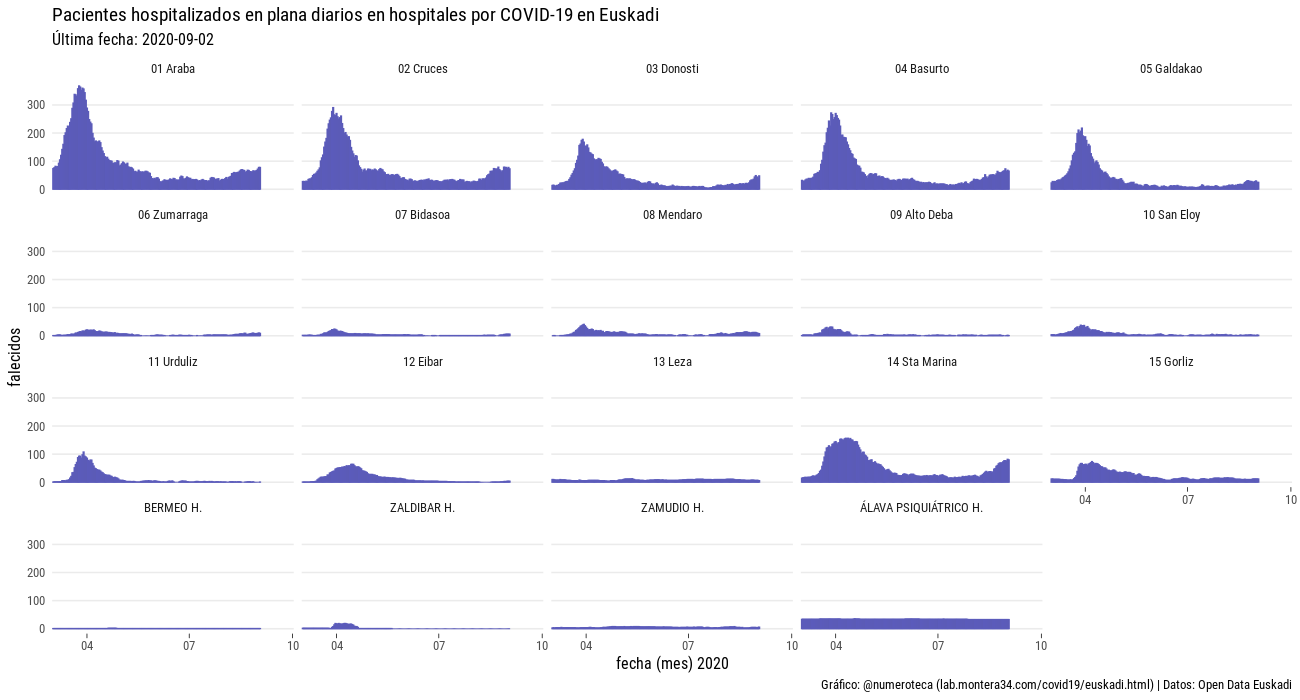 Pacientes hospitalizados en plana diarios en hospitales por COVID-19 en Euskadi
Última fecha: 2020-09-02
01 Araba 02 Cruces 03 Donosti 04 Basurto 05 Galdakao
300
200
100
0
06 Zumarraga 07 Bidasoa 08 Mendaro 09 Alto Deba 10 San Eloy
300
200
100
0
falecidos
11 Urduliz 12 Eibar 13 Leza 14 Sta Marina 15 Gorliz
300
200
100
0
04 07 10
BERMEO H. ZALDIBAR H. ZAMUDIO H. ÁLAVA PSIQUIÁTRICO H.
300
200
100
0
04 07 10 04 07 10 04 07 10 04 07 10
fecha (mes) 2020
Gráfico: @numeroteca (lab.montera34.com/covid19/euskadi.html) | Datos: Open Data Euskadi